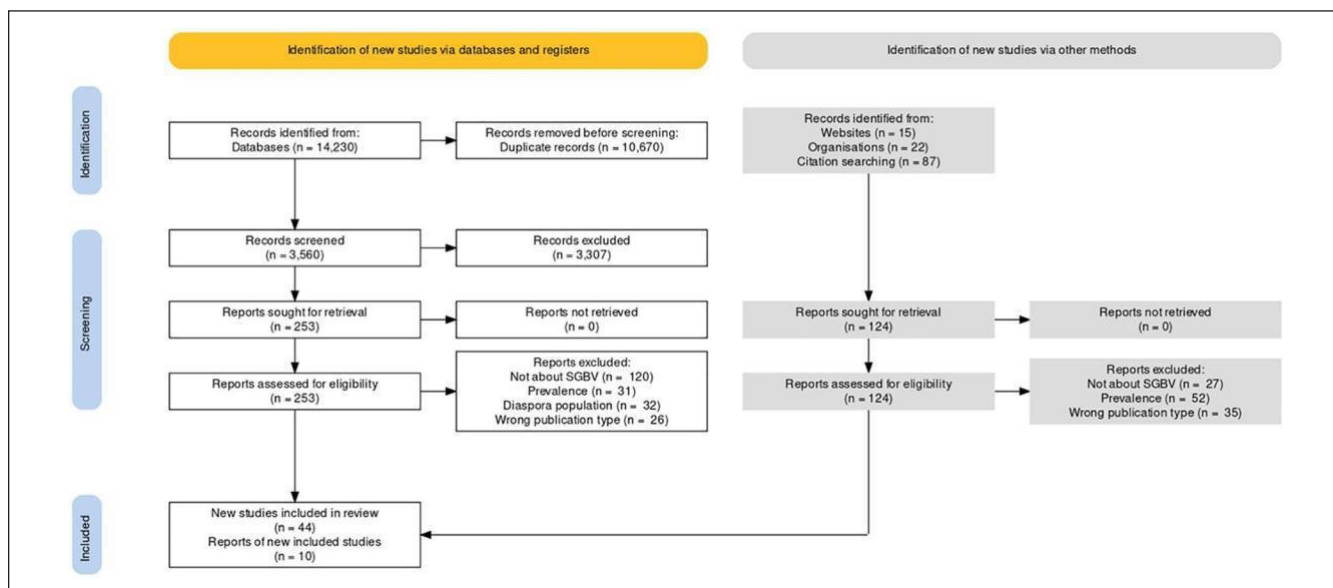 Identification of new studies via databases and registers
Identification of new studies via other methods
Identification
Records identified from:
Databases (n = 14,230)
Records removed before screening:
Duplicate records (n = 10,670)
Records identified from:
Websites (n = 15)
Organisations (n = 22)
Citation searching (n = 87)
Screening
Records screened
(n = 3,560)
Records excluded
(n = 3,307)
Reports sought for retrieval
(n = 253)
Reports not retrieved
(n = 0)
Reports sought for retrieval
(n = 124)
Reports not retrieved
(n = 0)
Reports assessed for eligibility
(n = 253)
Reports excluded:
Not about SGBV (n = 120)
Prevalence (n = 31)
Diaspora population (n = 32)
Wrong publication type (n = 26)
Reports assessed for eligibility
(n = 124)
Reports excluded:
Not about SGBV (n = 27)
Prevalence (n = 52)
Wrong publication type (n = 35)
Included
New studies included in review
(n = 44)
Reports of new included studies
(n = 10)